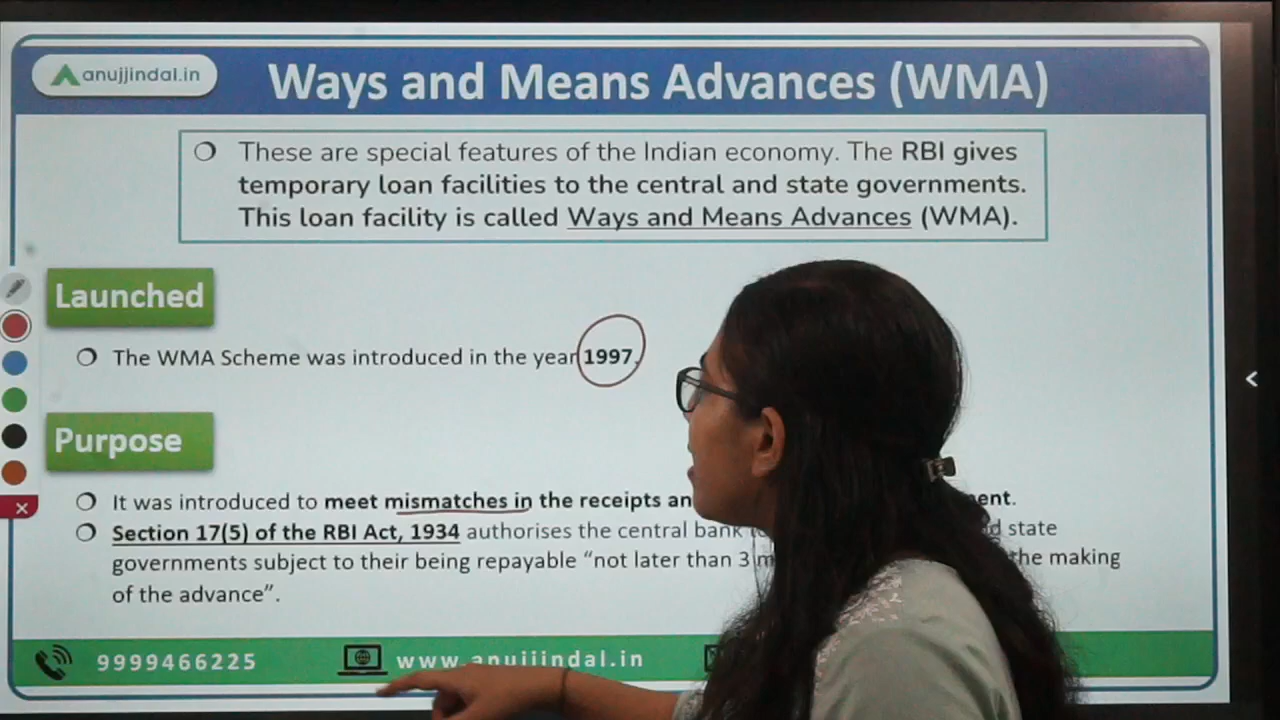 anujjindal.in
Ways and Means Advances (WMA)
These are special features of the Indian economy. The RBI gives
temporary loan facilities to the central and state governments.
This loan facility is called Ways and Means Advances (WMA).
Launched
The WMA Scheme was introduced in the year 1997.
Purpose
It was introduced to meet mismatches in the receipts an ent.
Section 17(5) of the RBI Act, 1934 authorises the central bank state
governments subject to their being repayable “not later than 3 the making
of the advance”.
9999466225
www.anujjindal.in